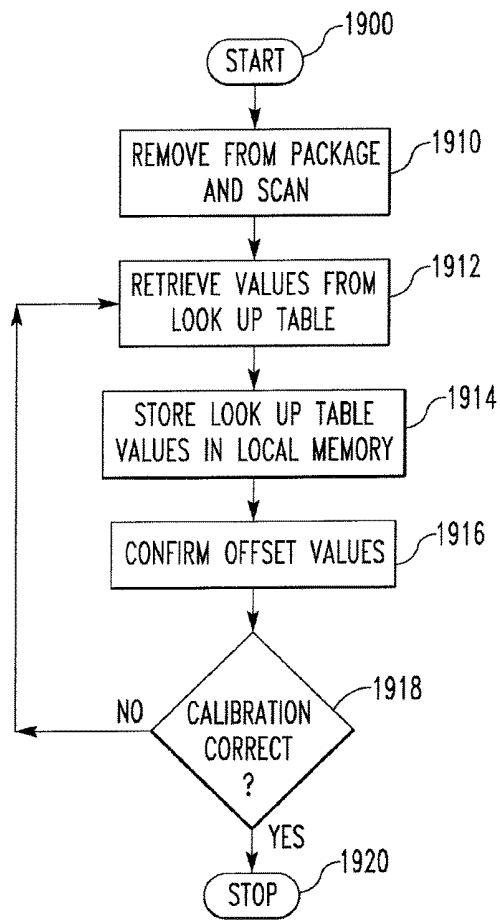 1900
START
1910
REMOVE FROM PACKAGE
AND SCAN
1912
RETRIEVE VALUES FROM
LOOK UP TABLE
1914
STORE LOOK UP TABLE
VALUES IN LOCAL MEMORY
1916
CONFIRM OFFSET VALUES
1918
NO
CALIBRATION
CORRECT
?
YES
1920
STOP